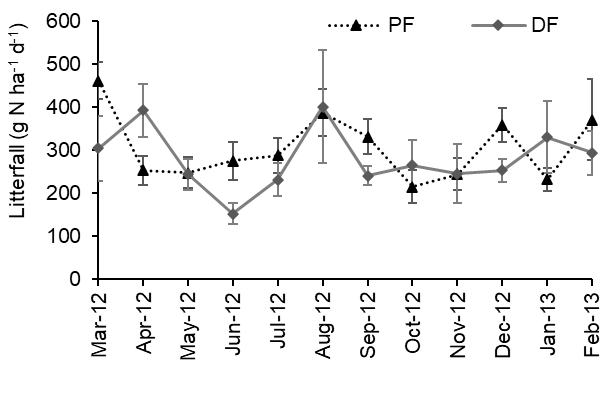 600
500
400
300
200
100
0
Litterfall (g N ha⁻¹ d⁻¹)
PF
DF
Mar-12
Apr-12
May-12
Jun-12
Jul-12
Aug-12
Sep-12
Oct-12
Nov-12
Dec-12
Jan-13
Feb-13